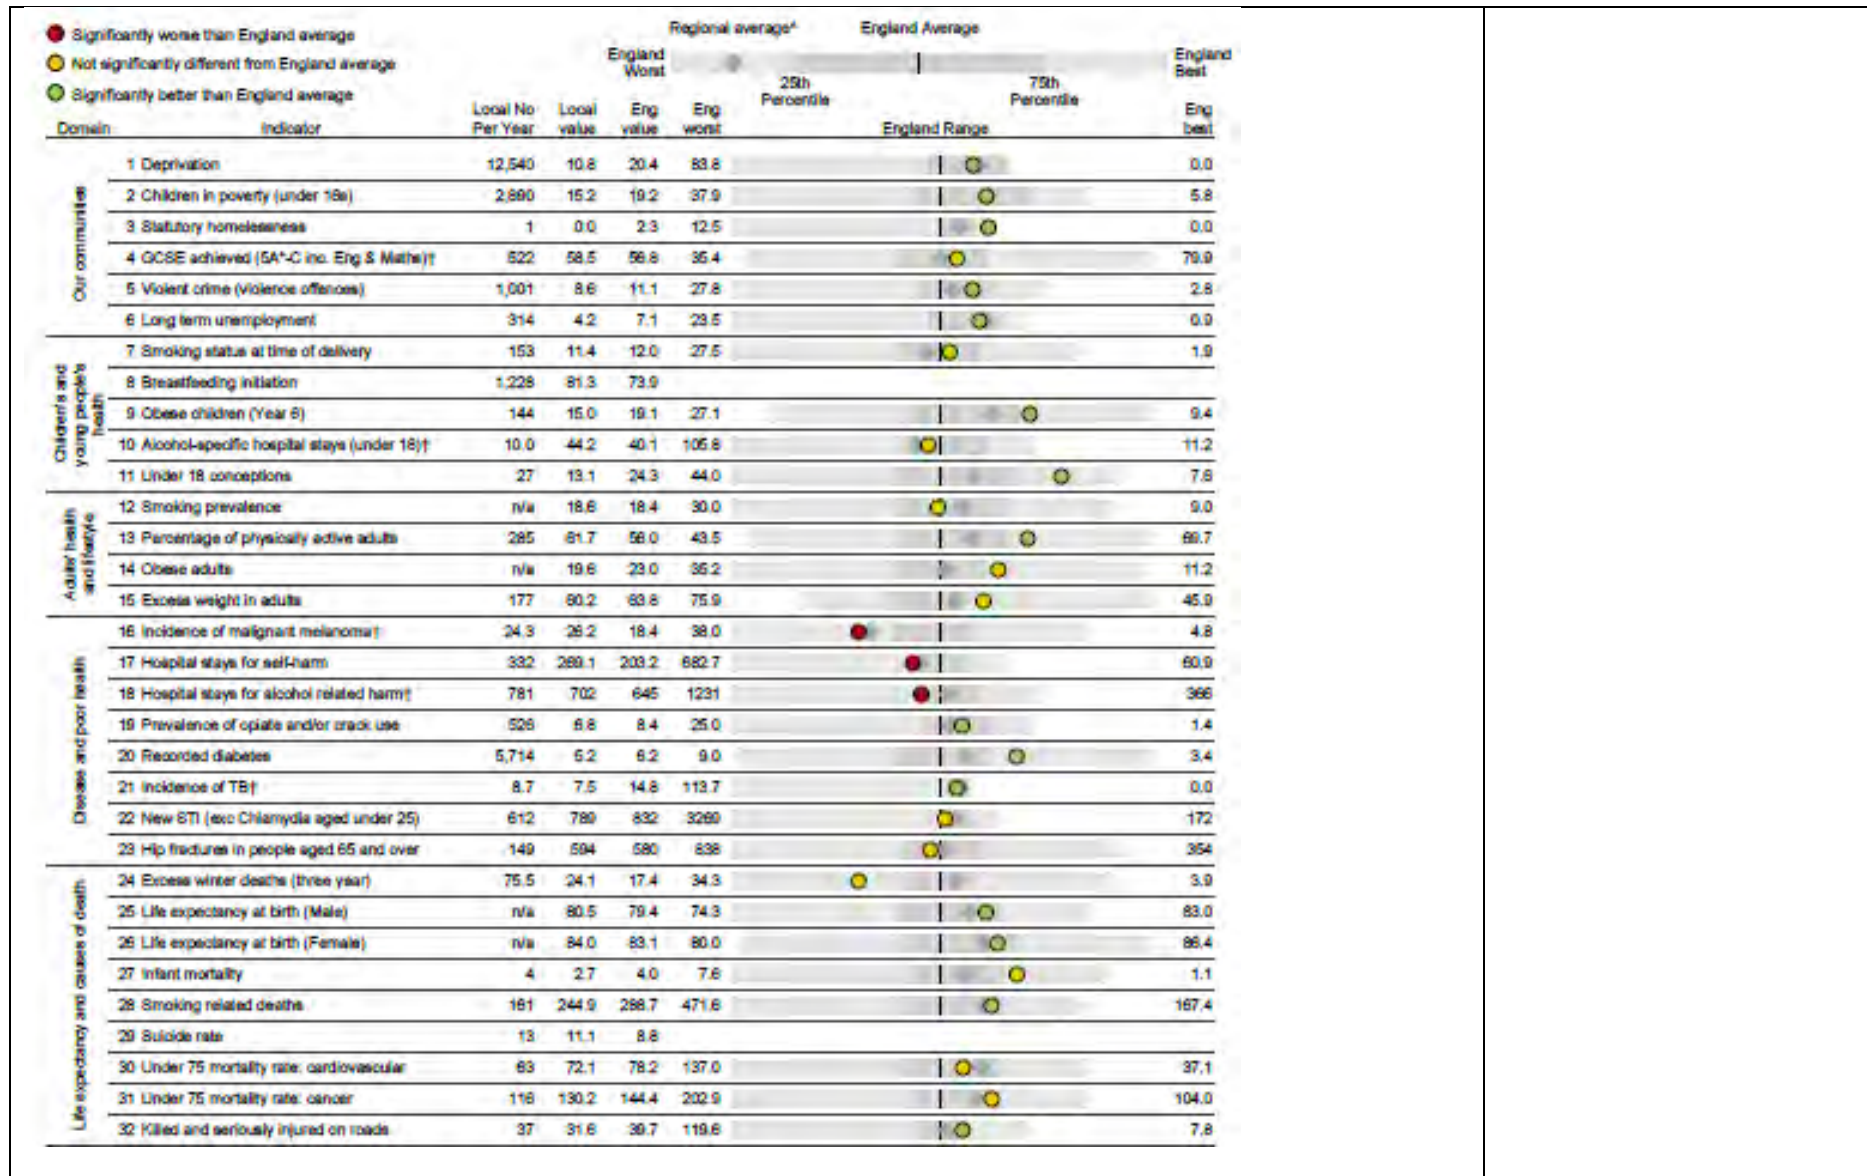 Significantly worse than England average
Not significantly different from England average
Significantly better than England average
Regional average^ England Average
England Worst England Best
25th Percentile 75th Percentile
Domain Indicator Local No Per Year Local value Eng value Eng worst England Range Eng best
Our communities
1 Deprivation 12,540 10.8 20.4 83.8 0.0
2 Children in poverty (under 16s) 2,890 15.2 19.2 37.9 5.8
3 Statutory homelessness 1 0.0 2.3 12.5 0.0
4 GCSE achieved (5A*-C inc. Eng & Maths)† 522 58.5 56.8 35.4 79.9
5 Violent crime (violence offences) 1,001 8.6 11.1 27.8 2.8
6 Long term unemployment 314 4.2 7.1 23.5 0.9
Children's and young people's health
7 Smoking status at time of delivery 153 11.4 12.0 27.5 1.9
8 Breastfeeding initiation 1,228 81.3 73.9
9 Obese children (Year 6) 144 15.0 19.1 27.1 9.4
10 Alcohol-specific hospital stays (under 18)† 10.0 44.2 40.1 105.8 11.2
11 Under 18 conceptions 27 13.1 24.3 44.0 7.6
Adults' health and lifestyle
12 Smoking prevalence n/a 18.6 18.4 30.0 9.0
13 Percentage of physically active adults 285 61.7 56.0 43.5 69.7
14 Obese adults n/a 19.6 23.0 35.2 11.2
15 Excess weight in adults 177 60.2 63.8 75.9 45.9
Disease and poor health
16 Incidence of malignant melanoma† 24.3 26.2 18.4 38.0 4.8
17 Hospital stays for self-harm 332 269.1 203.2 682.7 60.9
18 Hospital stays for alcohol related harm† 781 702 645 1231 366
19 Prevalence of opiate and/or crack use 526 6.8 8.4 25.0 1.4
20 Recorded diabetes 5,714 5.2 6.2 9.0 3.4
21 Incidence of TB† 8.7 7.5 14.8 113.7 0.0
22 New STI (exc Chlamydia aged under 25) 612 789 832 3269 172
23 Hip fractures in people aged 65 and over 149 594 580 838 354
Life expectancy and causes of death
24 Excess winter deaths (three year) 75.5 24.1 17.4 34.3 3.9
25 Life expectancy at birth (Male) n/a 80.5 79.4 74.3 83.0
26 Life expectancy at birth (Female) n/a 84.0 83.1 80.0 86.4
27 Infant mortality 4 2.7 4.0 7.6 1.1
28 Smoking related deaths 161 244.9 288.7 471.6 167.4
29 Suicide rate 13 11.1 8.8
30 Under 75 mortality rate: cardiovascular 63 72.1 78.2 137.0 37.1
31 Under 75 mortality rate: cancer 116 130.2 144.4 202.9 104.0
32 Killed and seriously injured on roads 37 31.6 39.7 119.6 7.8